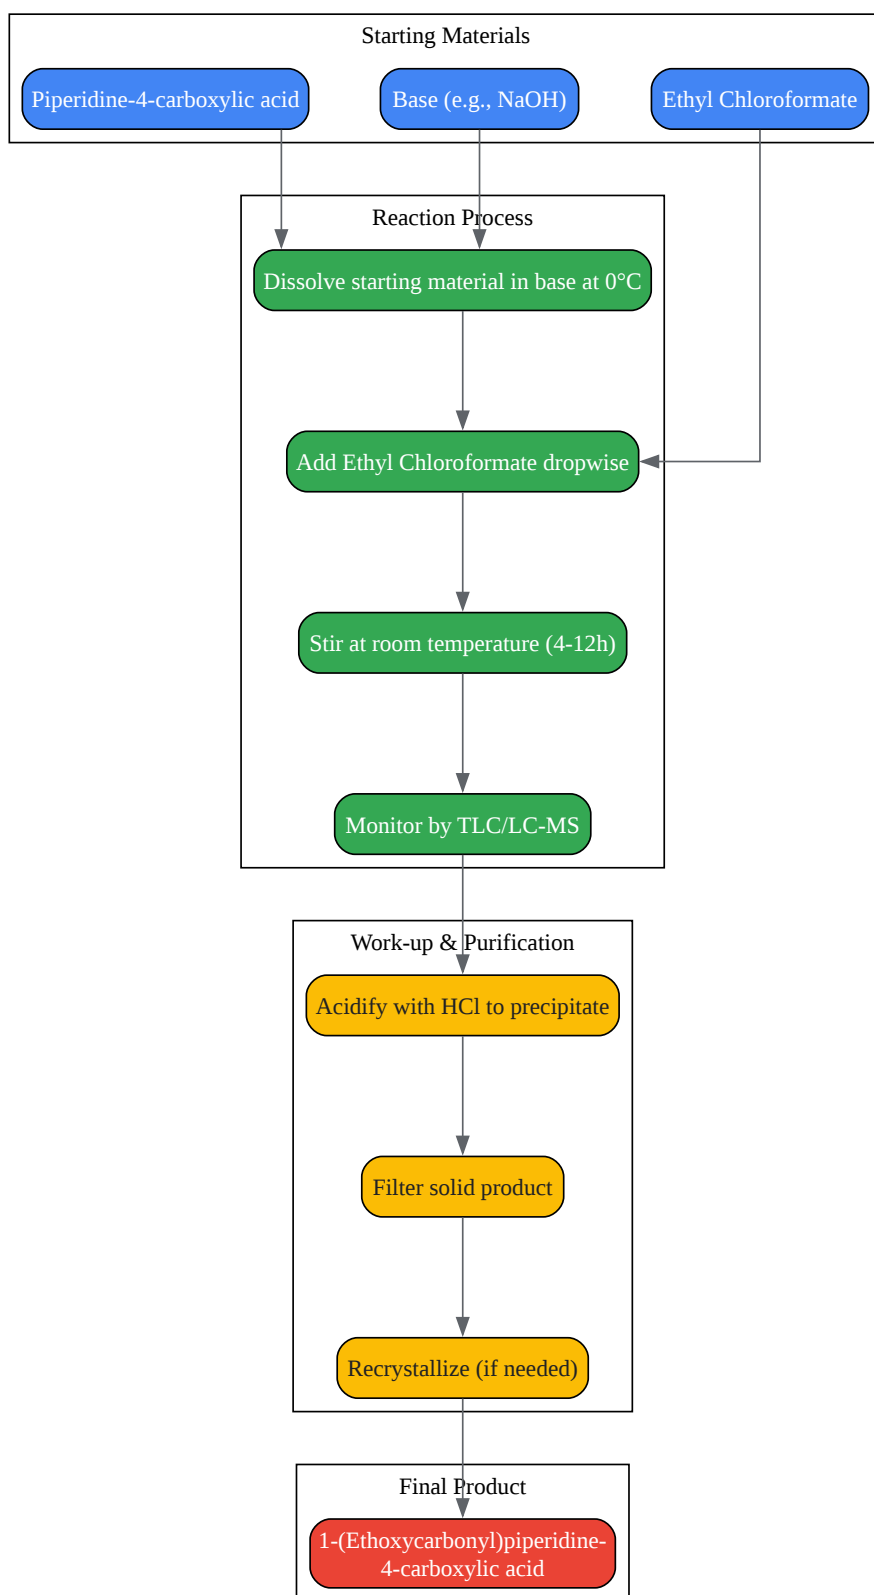 Starting Materials
Piperidine-4-carboxylic acid
Base (e.g., NaOH)
Ethyl Chloroformate
Reaction Process
Dissolve starting material in base at 0°C
Add Ethyl Chloroformate dropwise
Stir at room temperature (4-12h)
Monitor by TLC/LC-MS
Work-up & Purification
Acidify with HCl to precipitate
Filter solid product
Recrystallize (if needed)
Final Product
1-(Ethoxycarbonyl)piperidine-
4-carboxylic acid